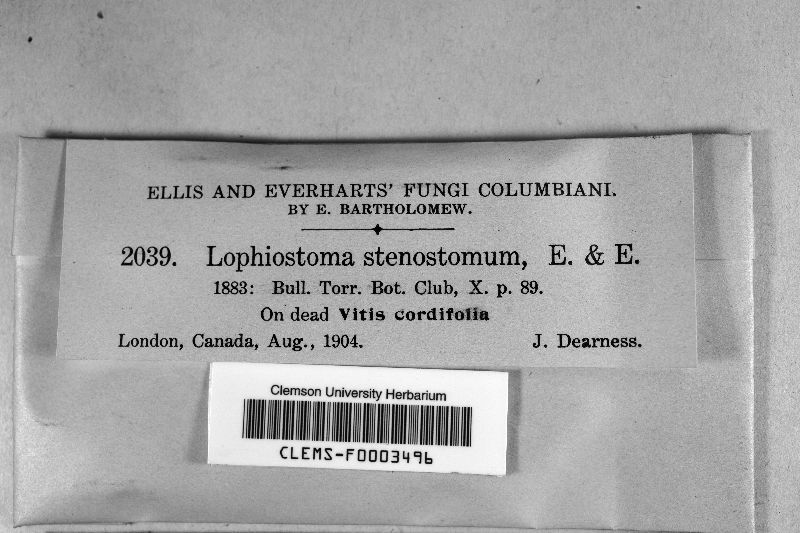 ELLIS AND EVERHARTS' FUNGI COLUMBIANI.
BY E. BARTHOLOMEW.
2039. Lophiostoma stenostomum, E. & E.
1883: Bull. Torr. Bot. Club, X. p. 89.
On dead Vitis cordifolia
London, Canada, Aug., 1904. J. Dearness.
Clemson University Herbarium
CLEMS-F0003496